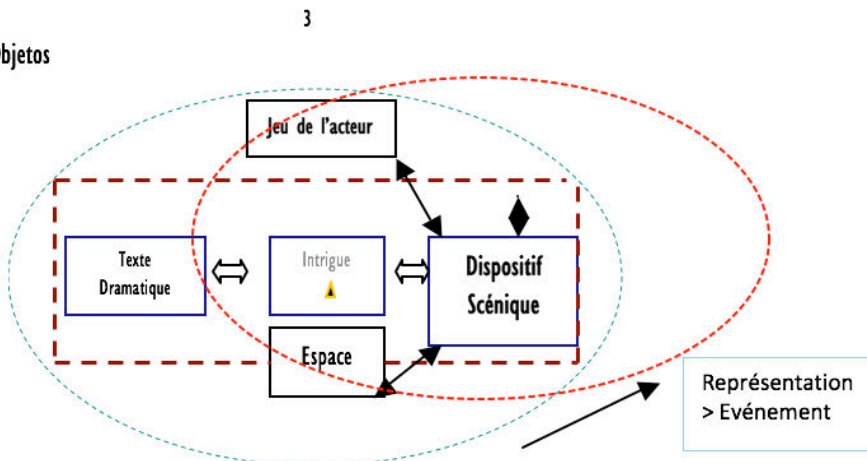 3
bjetos
Jeu de l'acteur
Texte
Dramatique
Intrigue
Dispositif
Scénique
Espace
Représentation
> Evénement